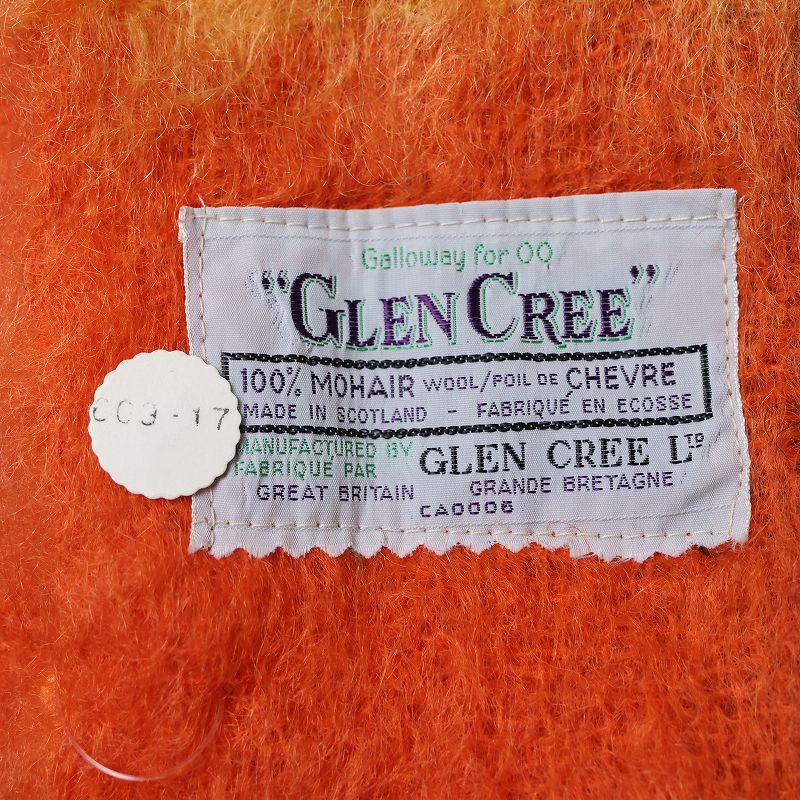 Galloway for OO
"GLEN CREE"
100% MOHAIR WOOL/POIL DE CHEVRE
MADE IN SCOTLAND - FABRIQUÉ EN ECOSSE
MANUFACTURED BY
FABRIQUÉ PAR
GLEN CREE LTD
GREAT BRITAIN GRANDE BRETAGNE
CA0006
CC3-17